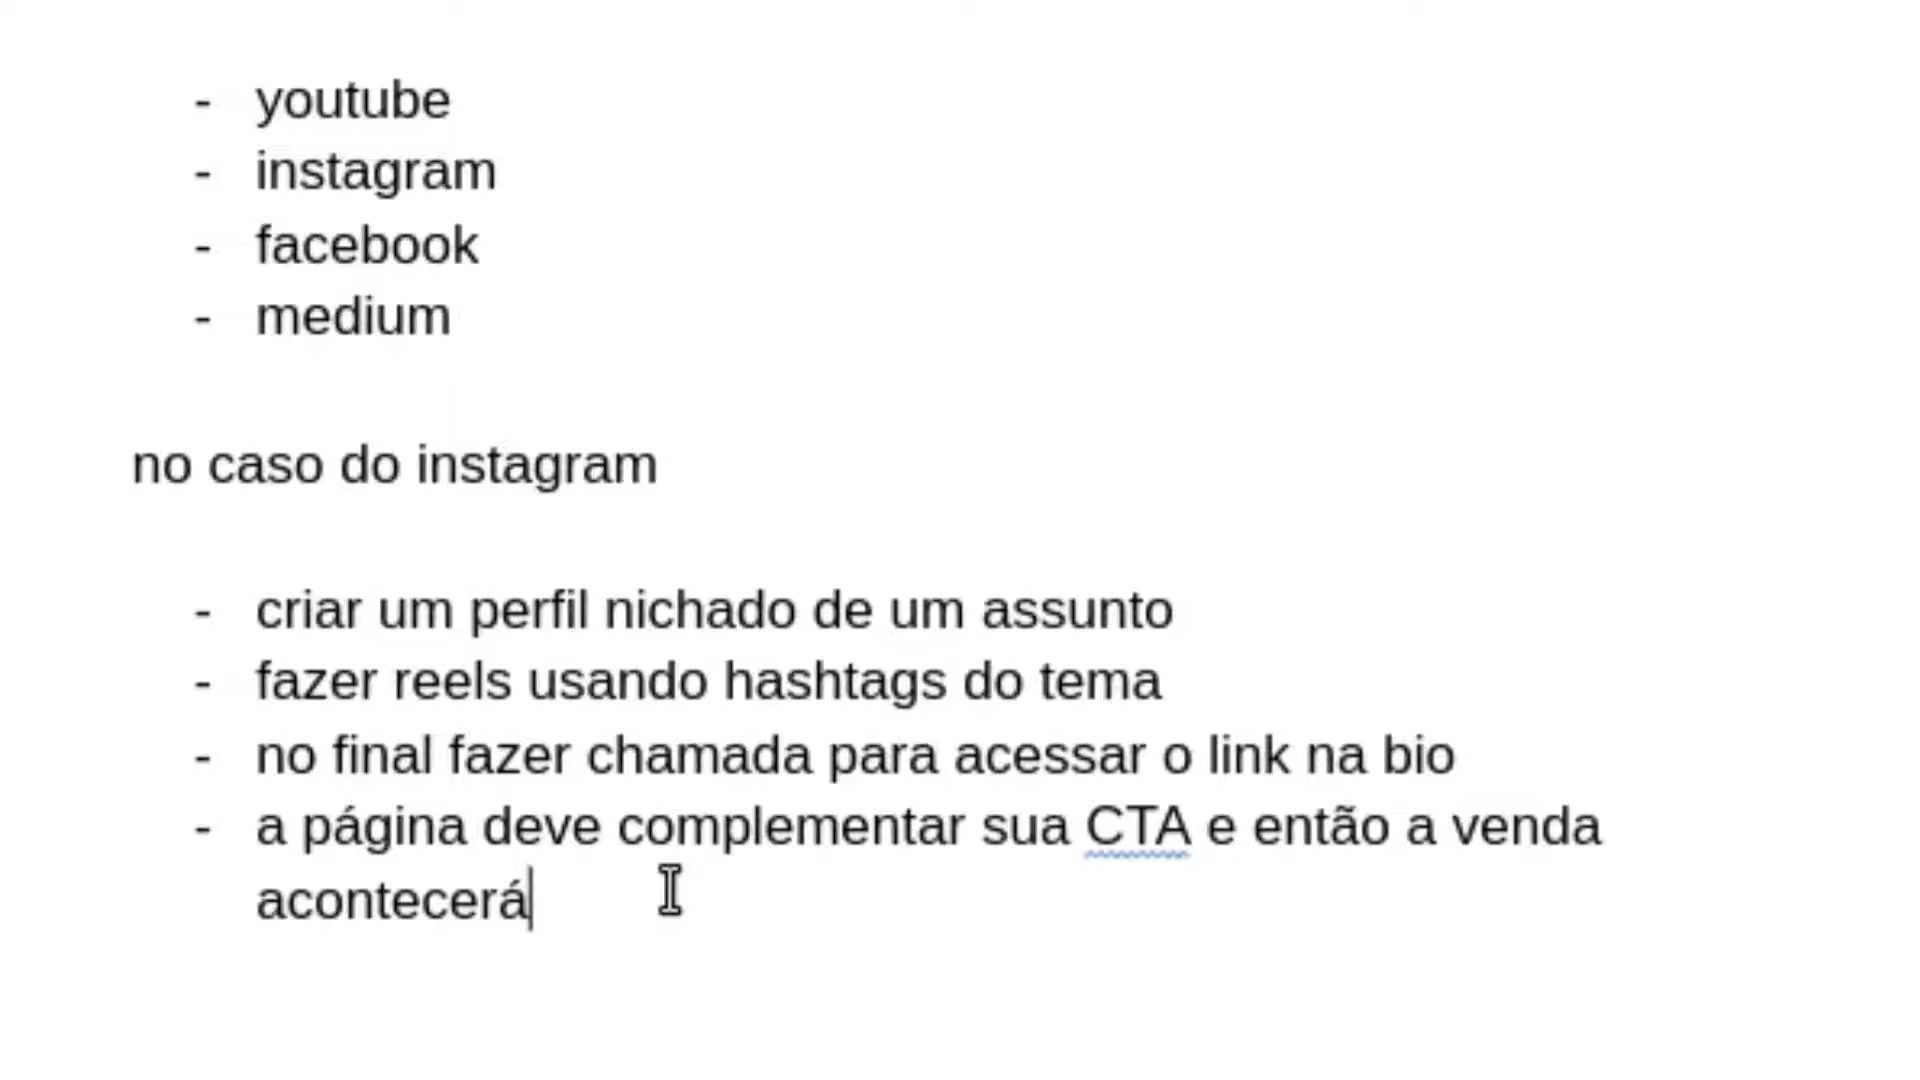 - youtube
- instagram
- facebook
- medium
no caso do instagram
- criar um perfil nichado de um assunto
- fazer reels usando hashtags do tema
- no final fazer chamada para acessar o link na bio
- a página deve complementar sua CTA e então a venda
acontecerá